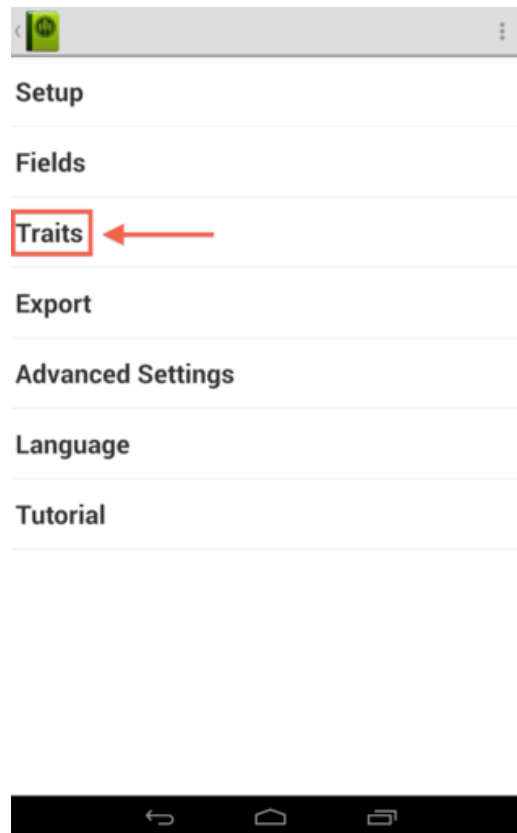 Setup
Fields
Traits
Export
Advanced Settings
Language
Tutorial